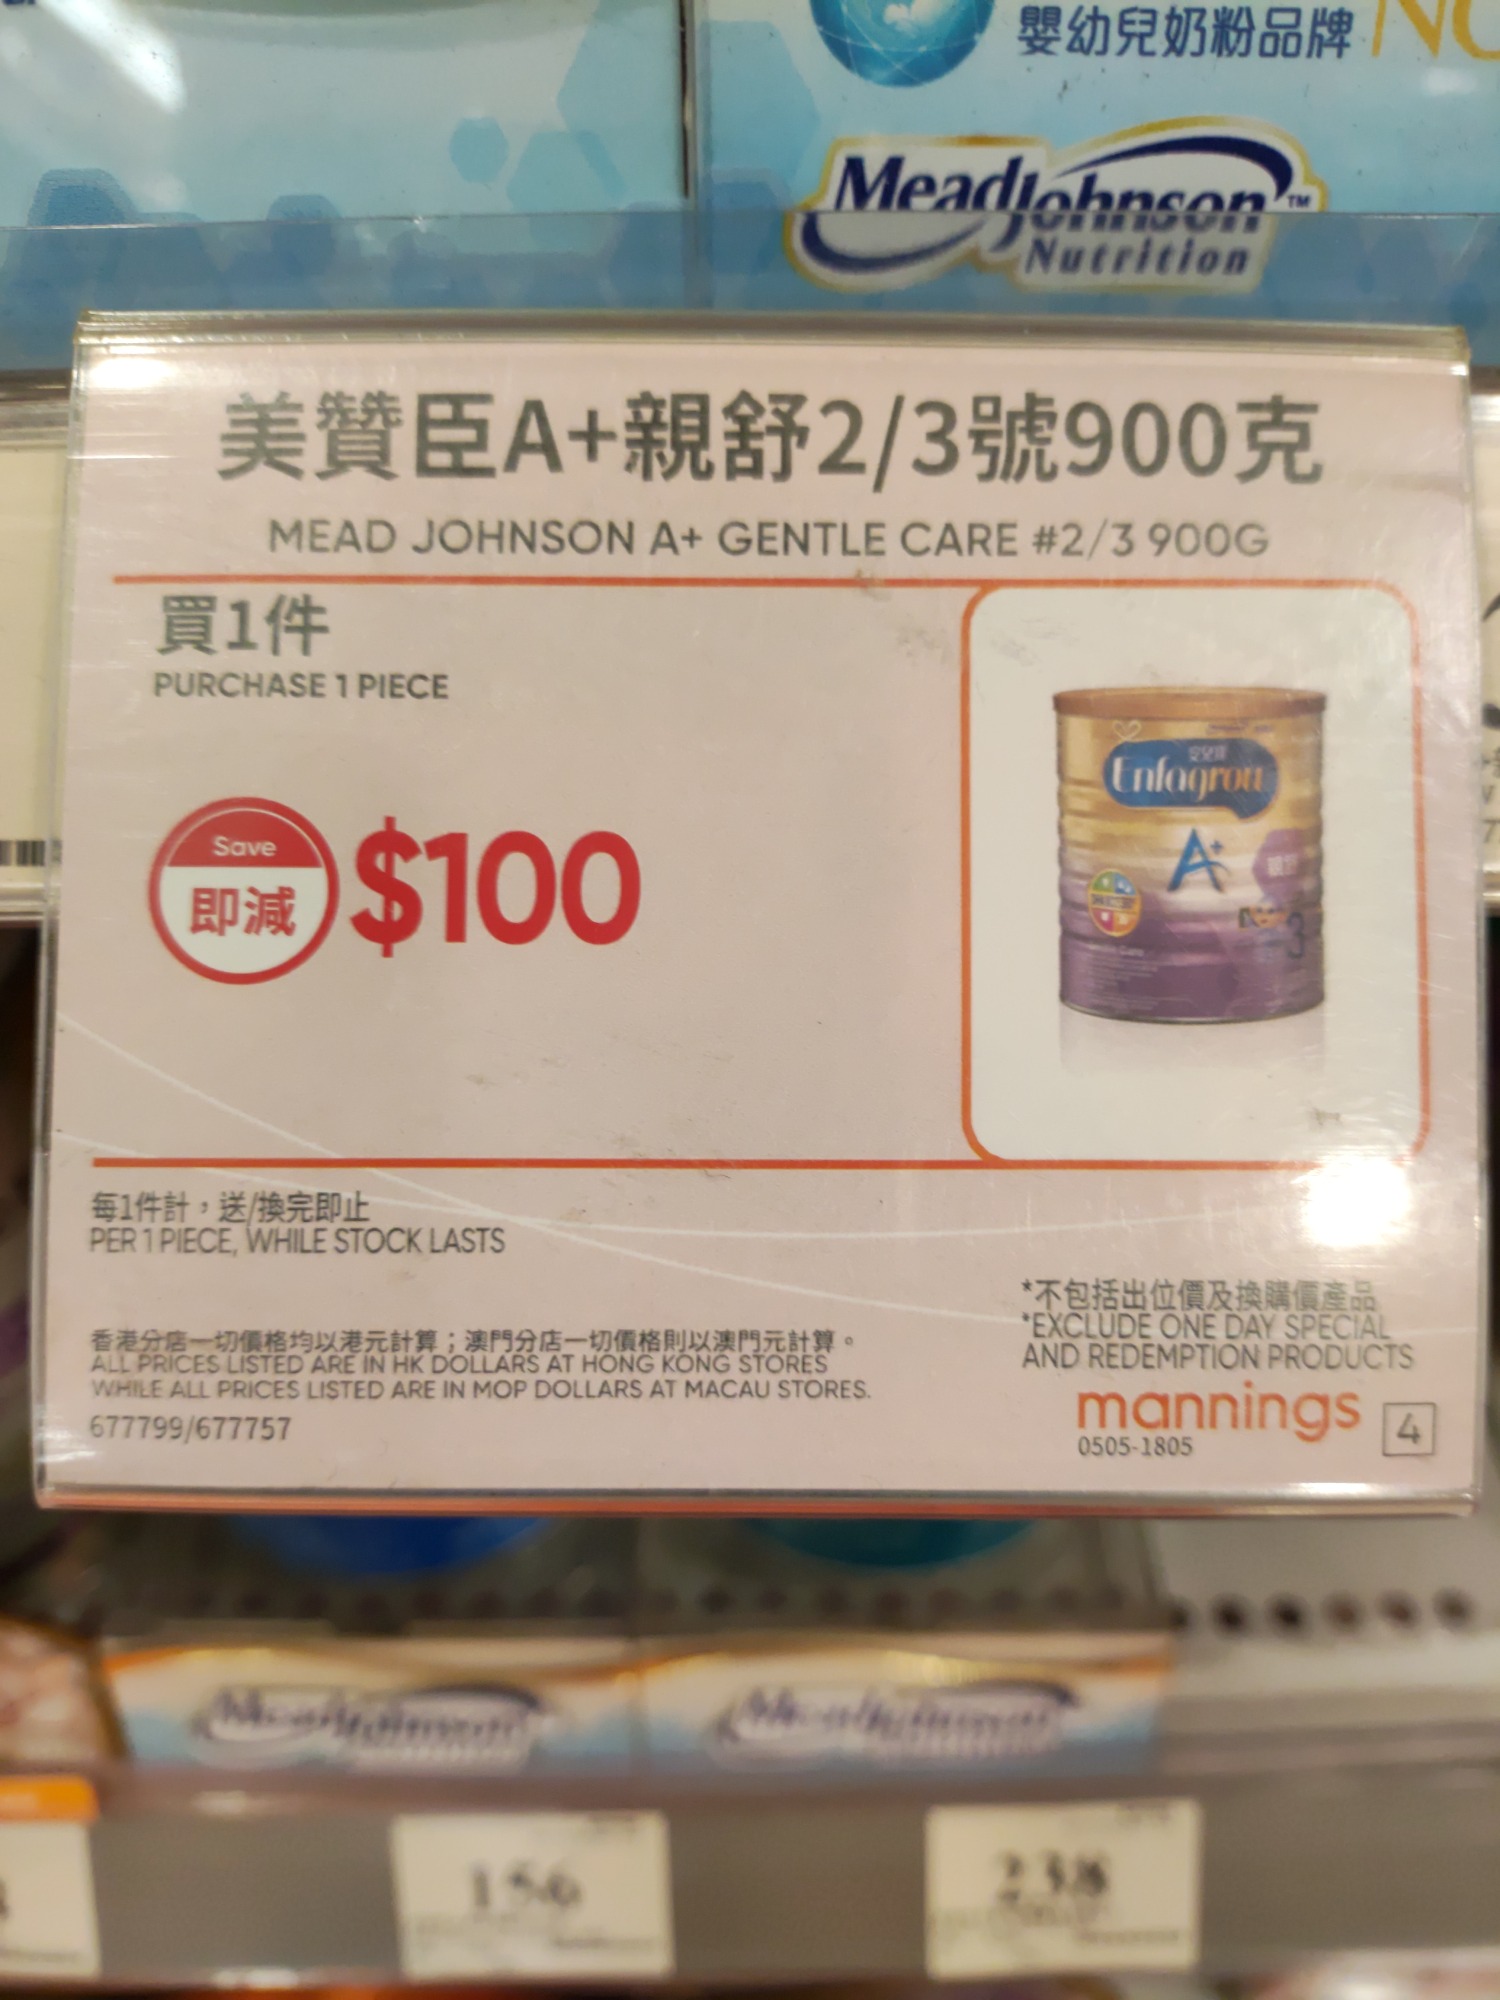 嬰幼兒奶粉品牌
MeadJohnson™
Nutrition
美贊臣A+親舒2/3號900克
MEAD JOHNSON A+ GENTLE CARE #2/3 900G
買1件
PURCHASE 1 PIECE
Save
即減
$100
Enfagrow
A+
3
每1件計，送/換完即止
PER 1 PIECE, WHILE STOCK LASTS
*不包括出位價及換購價產品
*EXCLUDE ONE DAY SPECIAL
AND REDEMPTION PRODUCTS
香港分店一切價格均以港元計算；澳門分店一切價格則以澳門元計算。
ALL PRICES LISTED ARE IN HK DOLLARS AT HONG KONG STORES
WHILE ALL PRICES LISTED ARE IN MOP DOLLARS AT MACAU STORES.
677799/677757
mannings
0505-1805
4
MeadJohnson
MeadJohnson
156
238